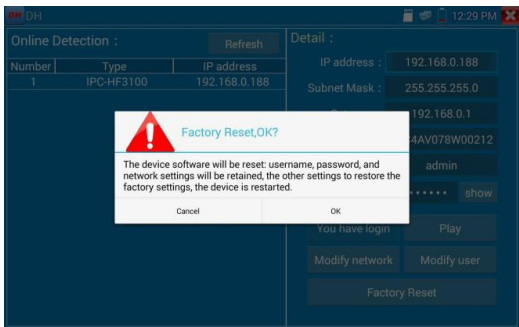 DH DH
12:29 PM
Online Detection :
Refresh
Number Type IP address
1 IPC-HF3100 192.168.0.188
Detail :
IP address : 192.168.0.188
Subnet Mask : 255.255.255.0
192.168.0.1
4AV078W00212
admin
•••••• show
Factory Reset,OK?
The device software will be reset: username, password, and
network settings will be retained, the other settings to restore the
factory settings, the device is restarted.
Cancel OK
You have login Play
Modify network Modify user
Factory Reset